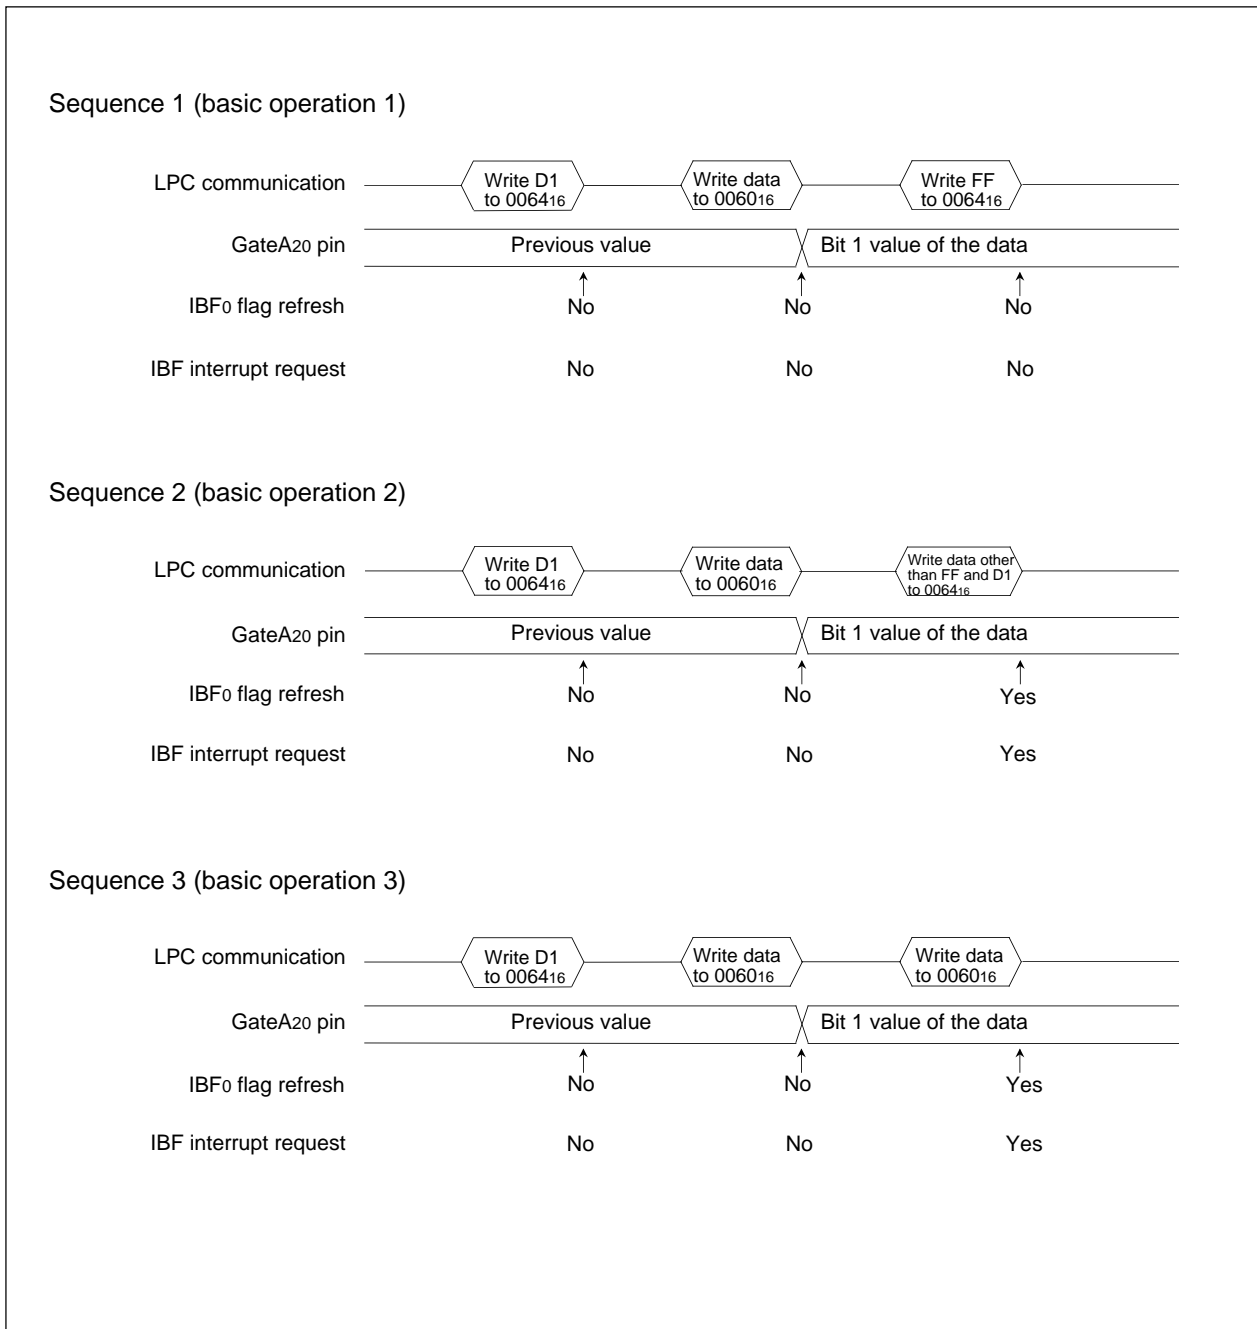 Sequence 1 (basic operation 1)
LPC communication
Write D1
to 006416
Write data
to 006016
Write FF
to 006416
GateA20 pin
Previous value
Bit 1 value of the data
IBF0 flag refresh
No
No
No
IBF interrupt request
No
No
No
Sequence 2 (basic operation 2)
LPC communication
Write D1
to 006416
Write data
to 006016
Write data other
than FF and D1
to 006416
GateA20 pin
Previous value
Bit 1 value of the data
IBF0 flag refresh
No
No
Yes
IBF interrupt request
No
No
Yes
Sequence 3 (basic operation 3)
LPC communication
Write D1
to 006416
Write data
to 006016
Write data
to 006016
GateA20 pin
Previous value
Bit 1 value of the data
IBF0 flag refresh
No
No
Yes
IBF interrupt request
No
No
Yes